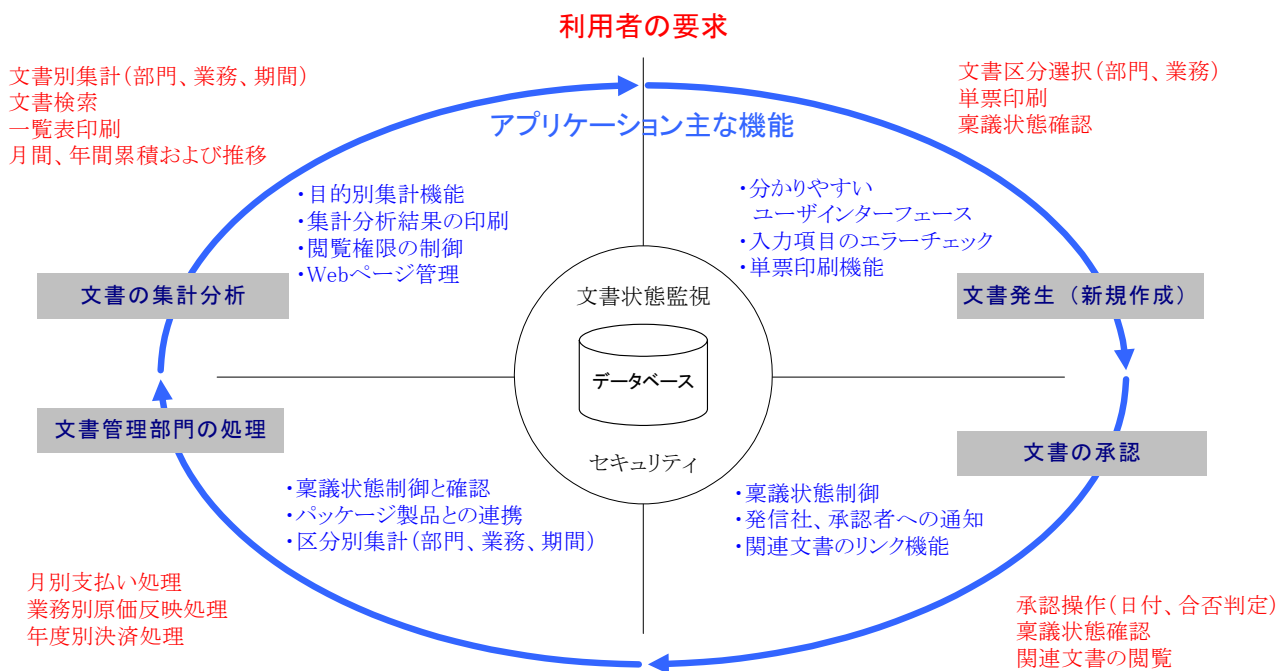 利用者の要求
文書別集計(部門、業務、期間)
文書検索
一覧表印刷
月間、年間累積および推移
文書区分選択(部門、業務)
単票印刷
稟議状態確認
アプリケーション主な機能
・目的別集計機能
・集計分析結果の印刷
・閲覧権限の制御
・Webページ管理
・分かりやすい
ユーザインターフェース
・入力項目のエラーチェック
・単票印刷機能
文書の集計分析
文書状態監視
文書発生（新規作成）
データベース
文書管理部門の処理
文書の承認
セキュリティ
・稟議状態制御と確認
・パッケージ製品との連携
・区分別集計(部門、業務、期間)
・稟議状態制御
・発信社、承認者への通知
・関連文書のリンク機能
月別支払い処理
業務別原価反映処理
年度別決済処理
承認操作(日付、合否判定)
稟議状態確認
関連文書の閲覧